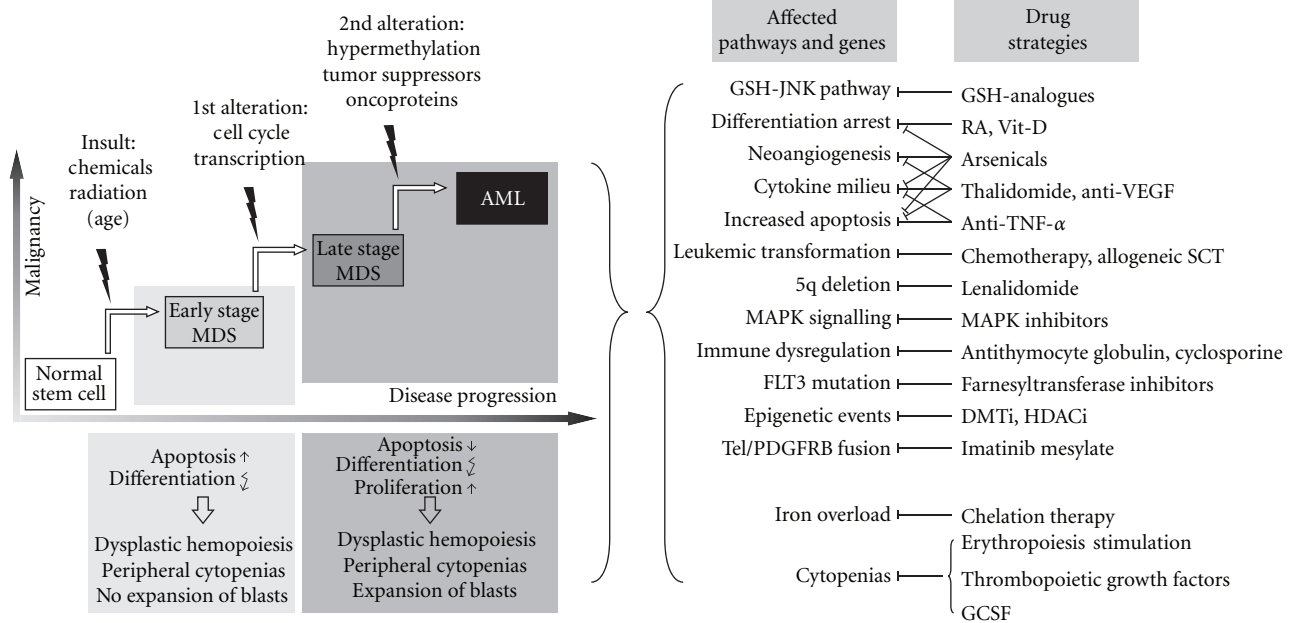 2nd alteration:
hypermethylation
tumor suppressors
oncoproteins
1st alteration:
cell cycle
transcription
Insult:
chemicals
radiation
(age)
Malignancy
AML
Late stage
MDS
Early stage
MDS
Normal
stem cell
Disease progression
Apoptosis ↑
Differentiation
Dysplastic hemopoiesis
Peripheral cytopenias
No expansion of blasts
Apoptosis ↓
Differentiation
Proliferation ↑
Dysplastic hemopoiesis
Peripheral cytopenias
Expansion of blasts
Affected
pathways and genes
Drug
strategies
GSH-JNK pathway
GSH-analogues
Differentiation arrest
RA, Vit-D
Neoangiogenesis
Arsenicals
Cytokine milieu
Thalidomide, anti-VEGF
Increased apoptosis
Anti-TNF-α
Leukemic transformation
Chemotherapy, allogeneic SCT
5q deletion
Lenalidomide
MAPK signalling
MAPK inhibitors
Immune dysregulation
Antithymocyte globulin, cyclosporine
FLT3 mutation
Farnesyltransferase inhibitors
Epigenetic events
DMTi, HDACi
Tel/PDGFRB fusion
Imatinib mesylate
Iron overload
Chelation therapy
Cytopenias
Erythropoiesis stimulation
Thrombopoietic growth factors
GCSF